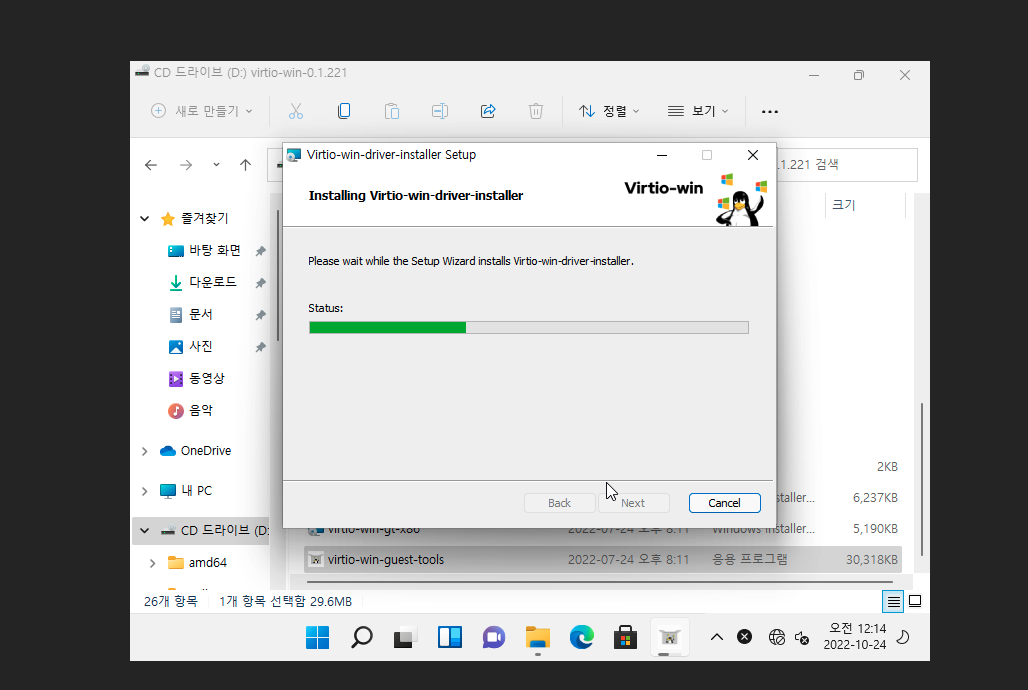 CD 드라이브 (D:) virtio-win-0.1.221
새로 만들기
정렬
보기
Virtio-win-driver-installer Setup
.1.221 검색
Installing Virtio-win-driver-installer
Virtio-win
크기
즐겨찾기
바탕 화면
다운로드
문서
사진
동영상
음악
OneDrive
내 PC
CD 드라이브 (D:
amd64
Please wait while the Setup Wizard installs Virtio-win-driver-installer.
Status:
Back
Next
Cancel
2KB
staller...
6,237KB
virtio-win-gt-x86
2022-07-24 오후 8:11
Windows Installer...
5,190KB
virtio-win-guest-tools
2022-07-24 오후 8:11
응용 프로그램
30,318KB
26개 항목
1개 항목 선택함 29.6MB
오전 12:14
2022-10-24